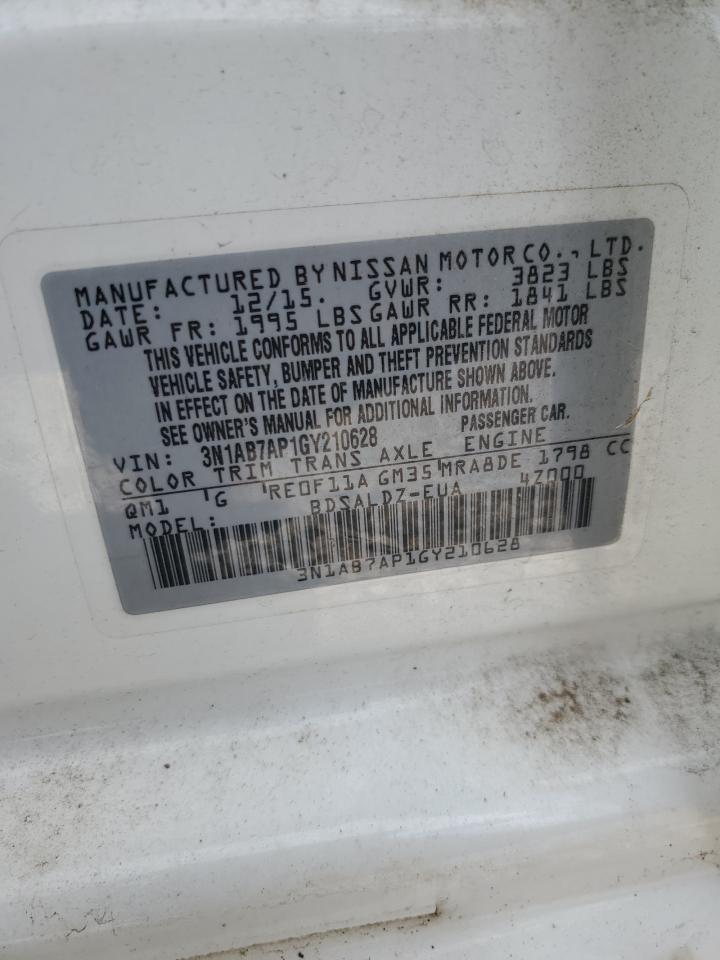 MANUFACTURED BY NISSAN MOTOR CO., LTD.
DATE: 12/15. GVWR: 3823 LBS
GAWR FR: 1995 LBS GAWR RR: 1841 LBS
THIS VEHICLE CONFORMS TO ALL APPLICABLE FEDERAL MOTOR
VEHICLE SAFETY, BUMPER AND THEFT PREVENTION STANDARDS
IN EFFECT ON THE DATE OF MANUFACTURE SHOWN ABOVE.
SEE OWNER'S MANUAL FOR ADDITIONAL INFORMATION.
VIN: 3N1AB7AP1GY210628 PASSENGER CAR.
COLOR TRIM TRANS AXLE ENGINE
QM1 'G 'RE0F11A GM35'MRA8DE 1798 CC
MODEL: BDSALDZ-EUA 4Z000
3N1AB7AP1GY210628